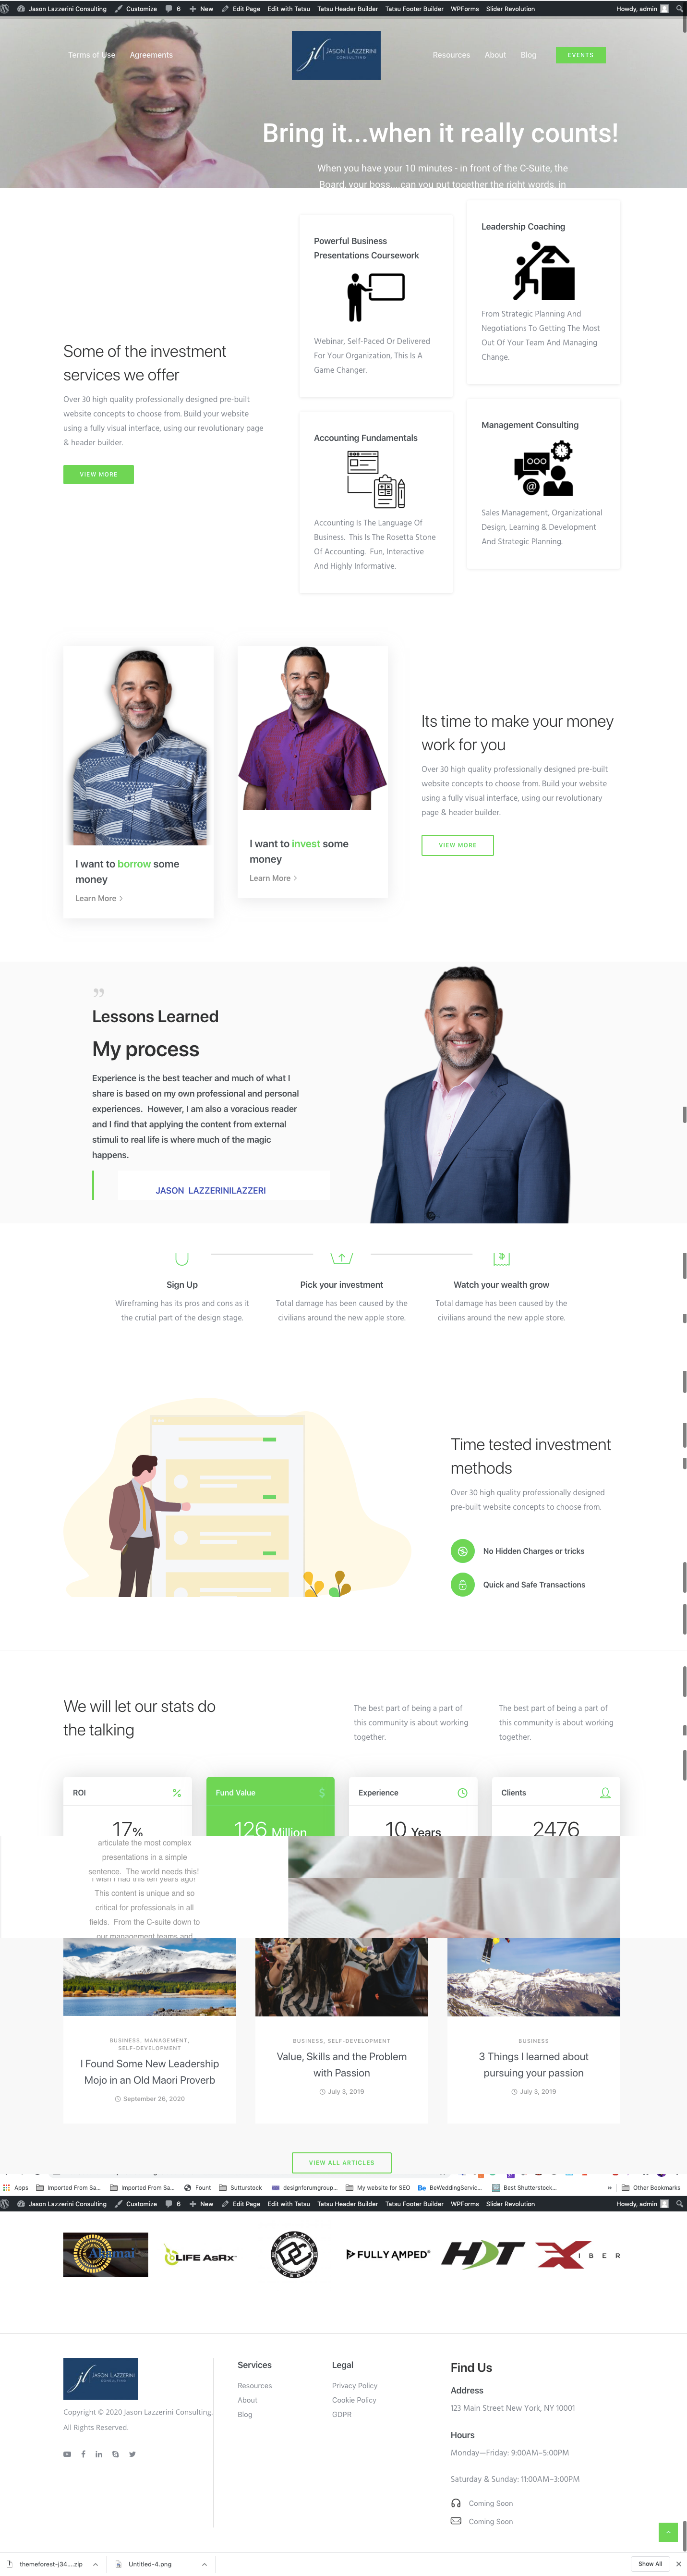 Jason Lazzerini Consulting Customize 6 New Edit Page Edit with Tatsu Tatsu Header Builder Tatsu Footer Builder WPForms Slider Revolution Howdy, admin
Terms of Use Agreements
JASON LAZZERINI
CONSULTING
Resources About Blog EVENTS
Bring it...when it really counts!
When you have your 10 minutes - in front of the C-Suite, the
Board, your boss....can you put together the right words, in
Powerful Business
Presentations Coursework
Webinar, Self-Paced Or Delivered
For Your Organization, This Is A
Game Changer.
Leadership Coaching
From Strategic Planning And
Negotiations To Getting The Most
Out Of Your Team And Managing
Change.
Some of the investment
services we offer
Over 30 high quality professionally designed pre-built
website concepts to choose from. Build your website
using a fully visual interface, using our revolutionary page
& header builder.
VIEW MORE
Accounting Fundamentals
Accounting Is The Language Of
Business. This Is The Rosetta Stone
Of Accounting. Fun, Interactive
And Highly Informative.
Management Consulting
Sales Management, Organizational
Design, Learning & Development
And Strategic Planning.
I want to borrow some
money
Learn More
I want to invest some
money
Learn More
Its time to make your money
work for you
Over 30 high quality professionally designed pre-built
website concepts to choose from. Build your website
using a fully visual interface, using our revolutionary
page & header builder.
VIEW MORE
Lessons Learned
My process
Experience is the best teacher and much of what I
share is based on my own professional and personal
experiences. However, I am also a voracious reader
and I find that applying the content from external
stimuli to real life is where much of the magic
happens.
JASON LAZZERINILAZZERI
Sign Up
Wireframing has its pros and cons as it
the crutial part of the design stage.
Pick your investment
Total damage has been caused by the
civilians around the new apple store.
Watch your wealth grow
Total damage has been caused by the
civilians around the new apple store.
Time tested investment
methods
Over 30 high quality professionally designed
pre-built website concepts to choose from.
No Hidden Charges or tricks
Quick and Safe Transactions
We will let our stats do
the talking
The best part of being a part of
this community is about working
together.
The best part of being a part of
this community is about working
together.
ROI %
17%
Fund Value $
126 Million
Experience
10 Years
Clients
2476
articulate the most complex
presentations in a simple
sentence. The world needs this!
I wish I had this ten years ago!
This content is unique and so
critical for professionals in all
fields. From the C-suite down to
our management teams and
BUSINESS, MANAGEMENT,
SELF-DEVELOPMENT
I Found Some New Leadership
Mojo in an Old Maori Proverb
September 26, 2020
BUSINESS, SELF-DEVELOPMENT
Value, Skills and the Problem
with Passion
July 3, 2019
BUSINESS
3 Things I learned about
pursuing your passion
July 3, 2019
VIEW ALL ARTICLES
Apps Imported From Sa... Imported From Sa... Fount Sutturstock designforumgroup... My website for SEO BeWeddingServic... Best Shutterstock... » Other Bookmarks
Jason Lazzerini Consulting Customize 6 New Edit Page Edit with Tatsu Tatsu Header Builder Tatsu Footer Builder WPForms Slider Revolution Howdy, admin
LIFE AsRx
FULLY AMPED
HT
XIBER
JASON LAZZERINI
CONSULTING
Copyright © 2020 Jason Lazzerini Consulting.
All Rights Reserved.
Services
Resources
About
Blog
Legal
Privacy Policy
Cookie Policy
GDPR
Find Us
Address
123 Main Street New York, NY 10001
Hours
Monday—Friday: 9:00AM–5:00PM
Saturday & Sunday: 11:00AM–3:00PM
Coming Soon
Coming Soon
themeforest-j34....zip Untitled-4.png Show All